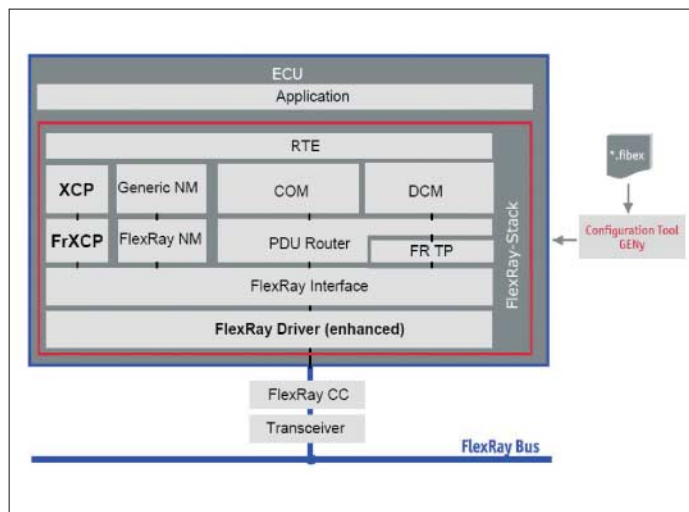 ECU
Application
RTE
XCP
Generic NM
COM
DCM
FrXCP
FlexRay NM
PDU Router
FR TP
FlexRay Interface
FlexRay Driver (enhanced)
FlexRay-Stack
*.fibex
Configuration Tool
GENy
FlexRay CC
Transceiver
FlexRay Bus